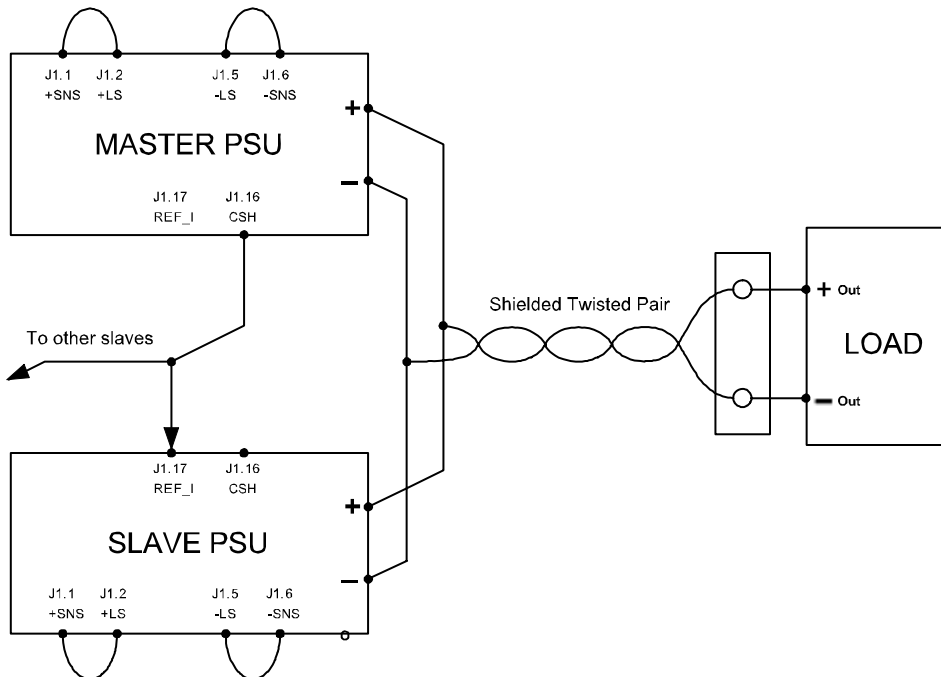 J1.1 J1.2 J1.5 J1.6
+SNS +LS -LS -SNS
+
MASTER PSU
−
J1.17 J1.16
REF_I CSH
Shielded Twisted Pair
+ Out
To other slaves
LOAD
− Out
J1.17 J1.16
REF_I CSH
+
SLAVE PSU
−
J1.1 J1.2 J1.5 J1.6
+SNS +LS -LS -SNS